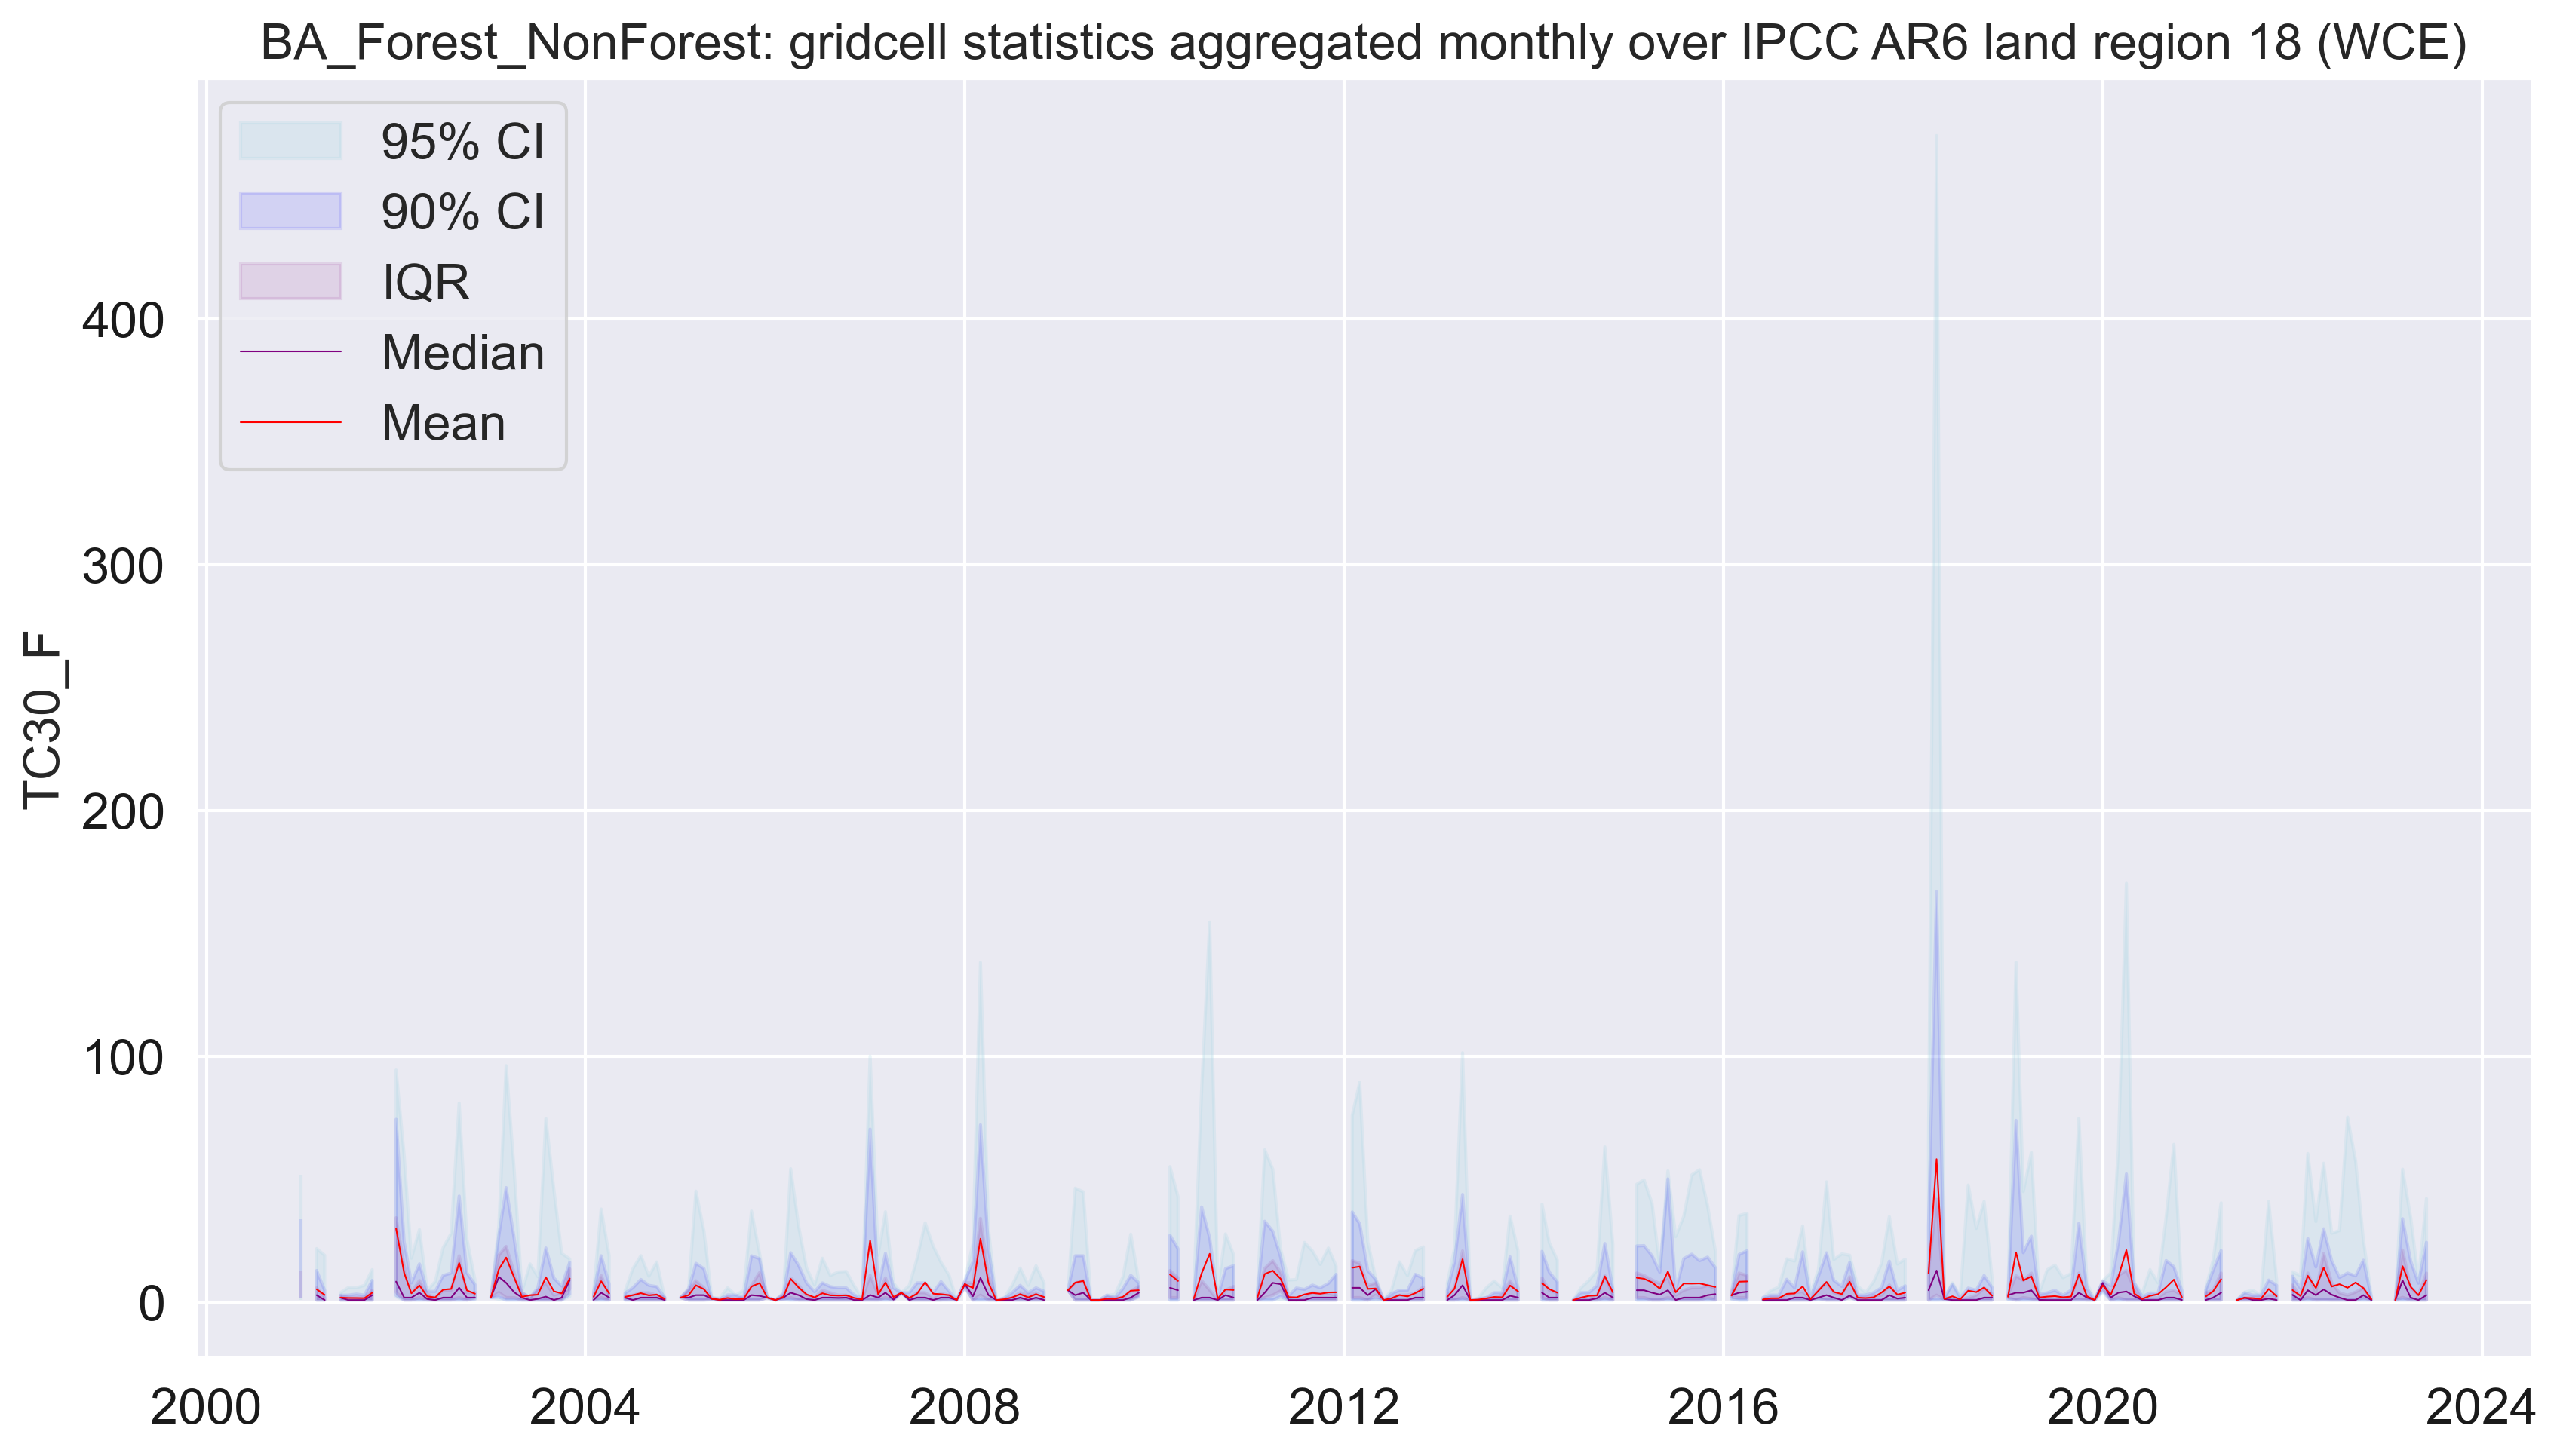 BA_Forest_NonForest: gridcell statistics aggregated monthly over IPCC AR6 land region 18 (WCE)
95% CI
90% CI
IQR
Median
Mean
TC30_F
400
300
200
100
0
2000
2004
2008
2012
2016
2020
2024